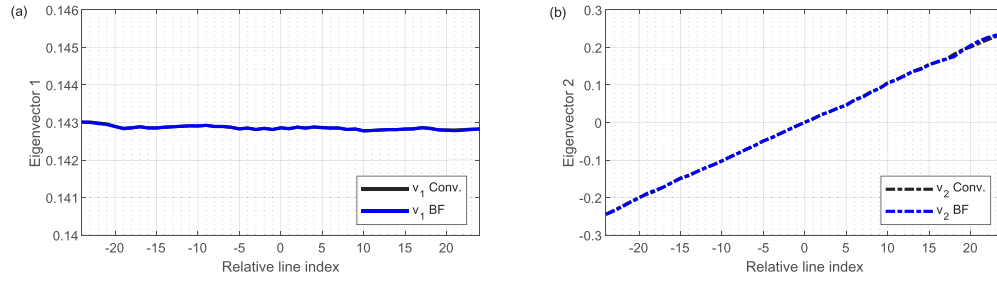 (a)
0.146
0.145
0.144
0.143
0.142
0.141
0.14
Eigenvector 1
-20 -15 -10 -5 0 5 10 15 20
Relative line index
v1 Conv.
v1 BF
(b)
0.3
0.2
0.1
0
-0.1
-0.2
-0.3
Eigenvector 2
-20 -15 -10 -5 0 5 10 15 20
Relative line index
v2 Conv.
v2 BF